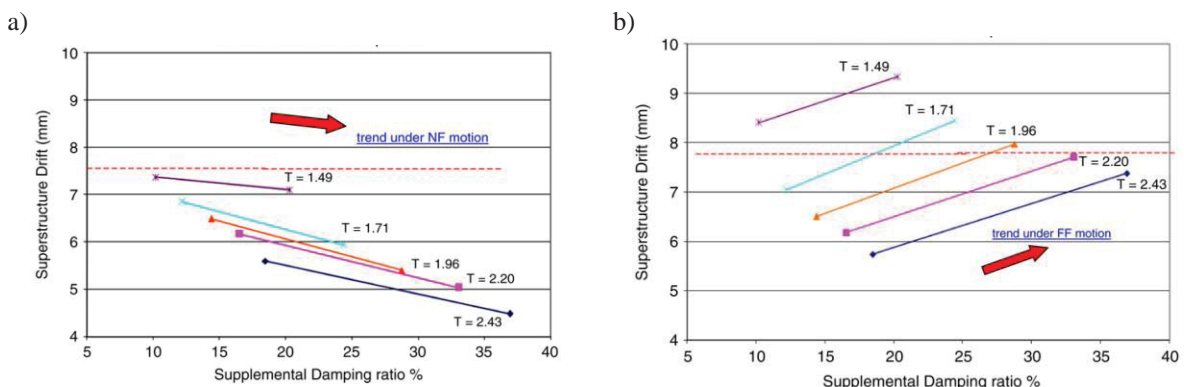 a)
10
9
8
7
6
5
4
5
10
15
20
25
30
35
40
Superstructure Drift (mm)
Supplemental Damping ratio %
trend under NF motion
T = 1.49
T = 1.71
T = 1.96
T = 2.20
T = 2.43
b)
10
9
8
7
6
5
4
5
10
15
20
25
30
35
40
Superstructure Drift (mm)
Supplemental Damping ratio %
T = 1.49
T = 1.71
T = 1.96
T = 2.20
T = 2.43
trend under FF motion